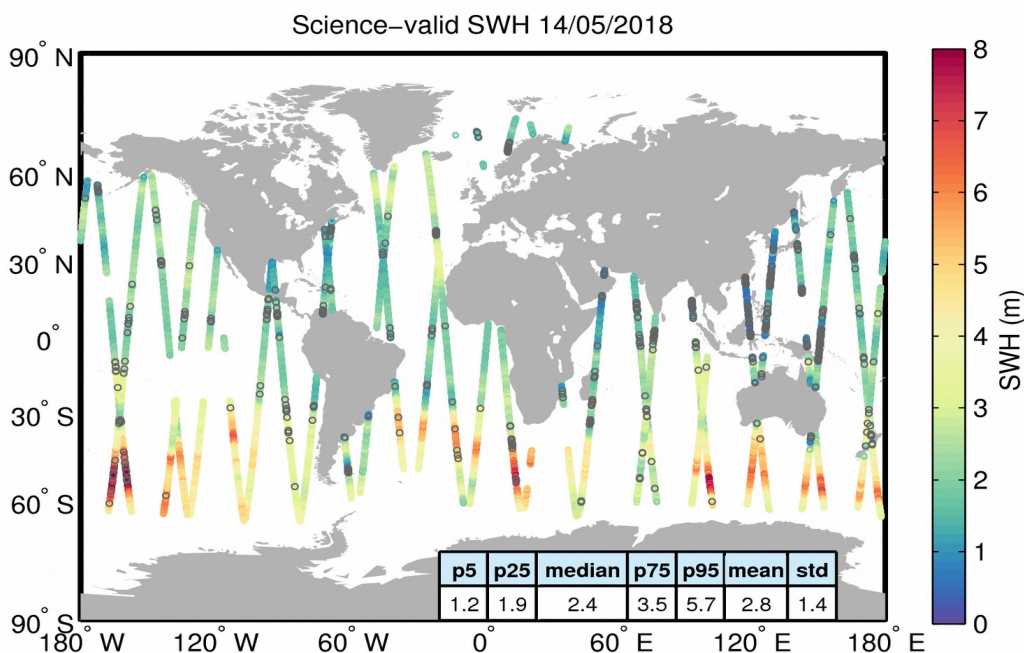 Science−valid SWH 14/05/2018
90° N
60° N
30° N
0°
30° S
60° S
90° S
180° W
120° W
60° W
0°
60° E
120° E
180° E
p5 p25 median p75 p95 mean std
1.2 1.9 2.4 3.5 5.7 2.8 1.4
8
7
6
5
4
3
2
1
0
SWH (m)